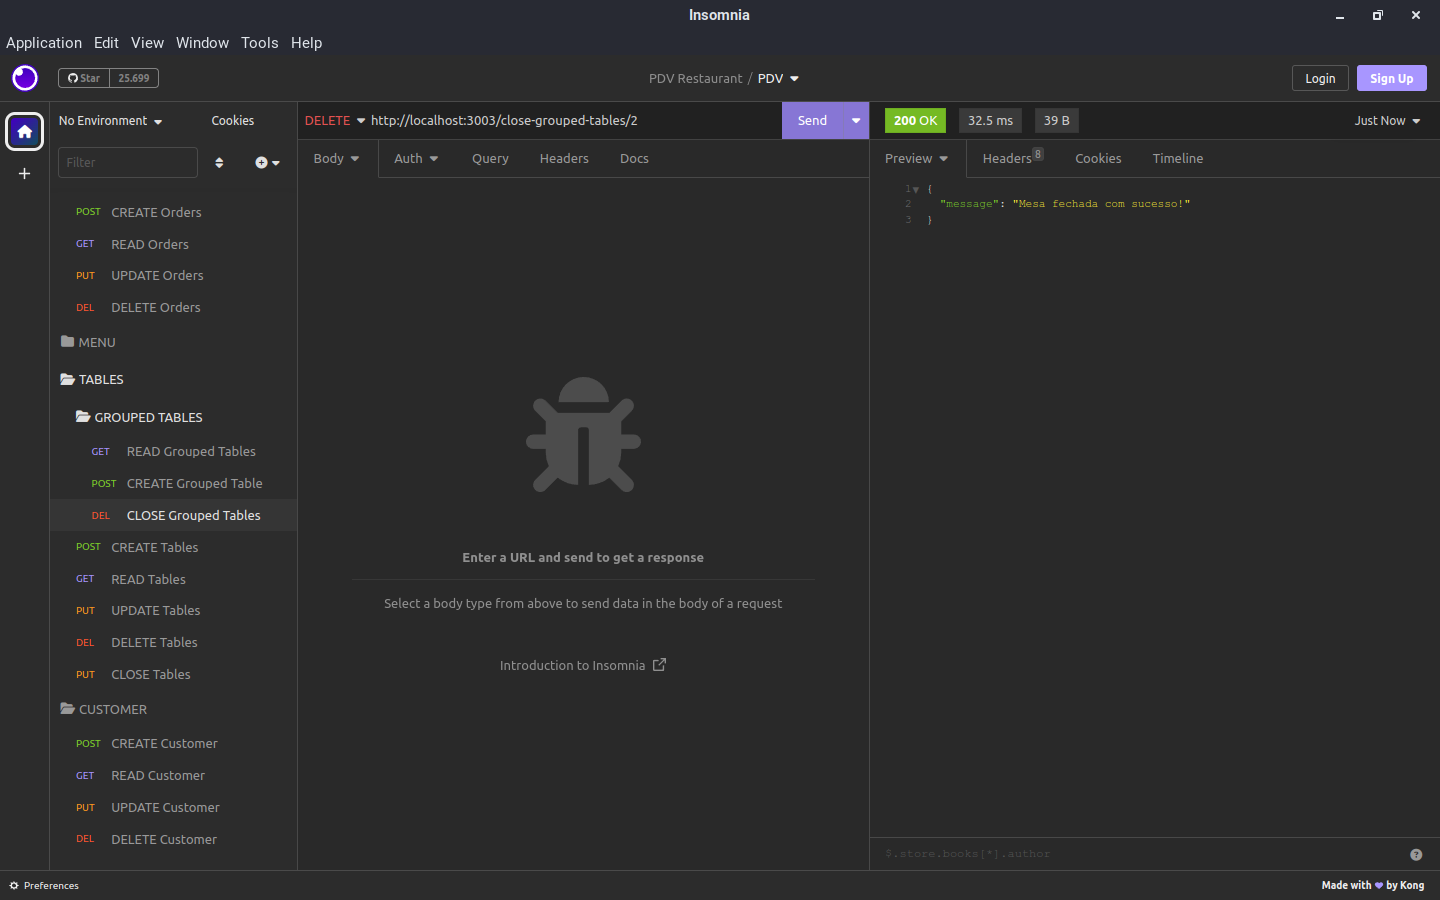 Insomnia
Application Edit View Window Tools Help
Star 25.699
PDV Restaurant / PDV
Login Sign Up
No Environment Cookies
Filter
POST CREATE Orders
GET READ Orders
PUT UPDATE Orders
DEL DELETE Orders
MENU
TABLES
GROUPED TABLES
GET READ Grouped Tables
POST CREATE Grouped Table
DEL CLOSE Grouped Tables
POST CREATE Tables
GET READ Tables
PUT UPDATE Tables
DEL DELETE Tables
PUT CLOSE Tables
CUSTOMER
POST CREATE Customer
GET READ Customer
PUT UPDATE Customer
DEL DELETE Customer
DELETE http://localhost:3003/close-grouped-tables/2 Send
Body Auth Query Headers Docs
Enter a URL and send to get a response
Select a body type from above to send data in the body of a request
Introduction to Insomnia
200 OK 32.5 ms 39 B Just Now
Preview Headers 8 Cookies Timeline
1 {
2 "message": "Mesa fechada com sucesso!"
3 }
$.store.books[*].author ?
Preferences
Made with by Kong